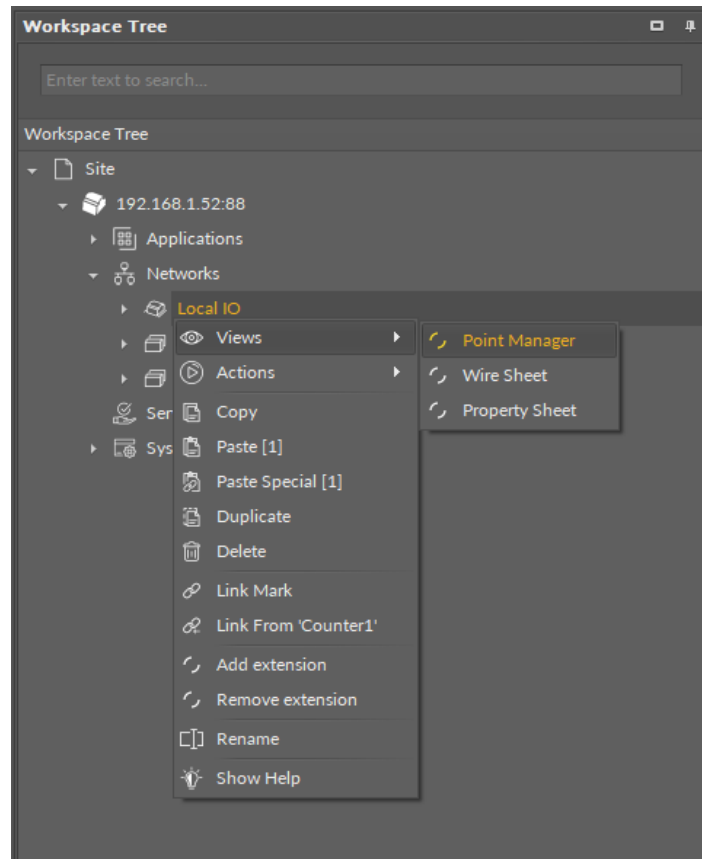 Workspace Tree
Enter text to search...
Workspace Tree
Site
192.168.1.52:88
Applications
Networks
Local IO
Views
Point Manager
Actions
Wire Sheet
Copy
Property Sheet
Ser
Paste [1]
Sys
Paste Special [1]
Duplicate
Delete
Link Mark
Link From 'Counter1'
Add extension
Remove extension
Rename
Show Help